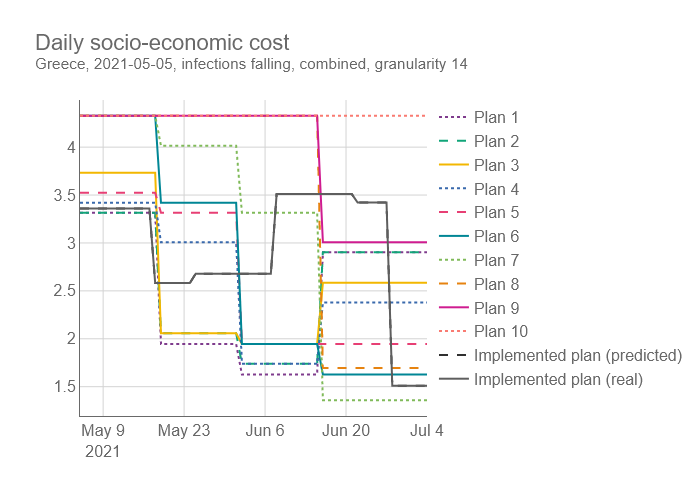 Daily socio-economic cost
Greece, 2021-05-05, infections falling, combined, granularity 14
4
3.5
3
2.5
2
1.5
May 9
2021
May 23
Jun 6
Jun 20
Jul 4
Plan 1
Plan 2
Plan 3
Plan 4
Plan 5
Plan 6
Plan 7
Plan 8
Plan 9
Plan 10
Implemented plan (predicted)
Implemented plan (real)